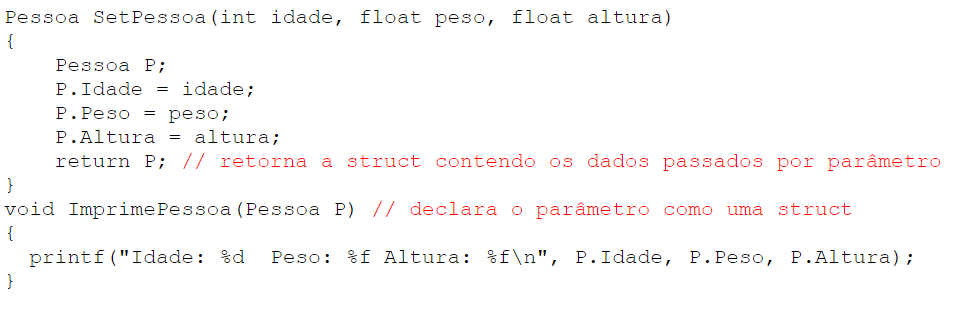 Pessoa SetPessoa(int idade, float peso, float altura)
{
    Pessoa P;
    P.Idade = idade;
    P.Peso = peso;
    P.Altura = altura;
    return P; // retorna a struct contendo os dados passados por parâmetro
}
void ImprimePessoa(Pessoa P) // declara o parâmetro como uma struct
{
  printf("Idade: %d  Peso: %f Altura: %f\n", P.Idade, P.Peso, P.Altura);
}